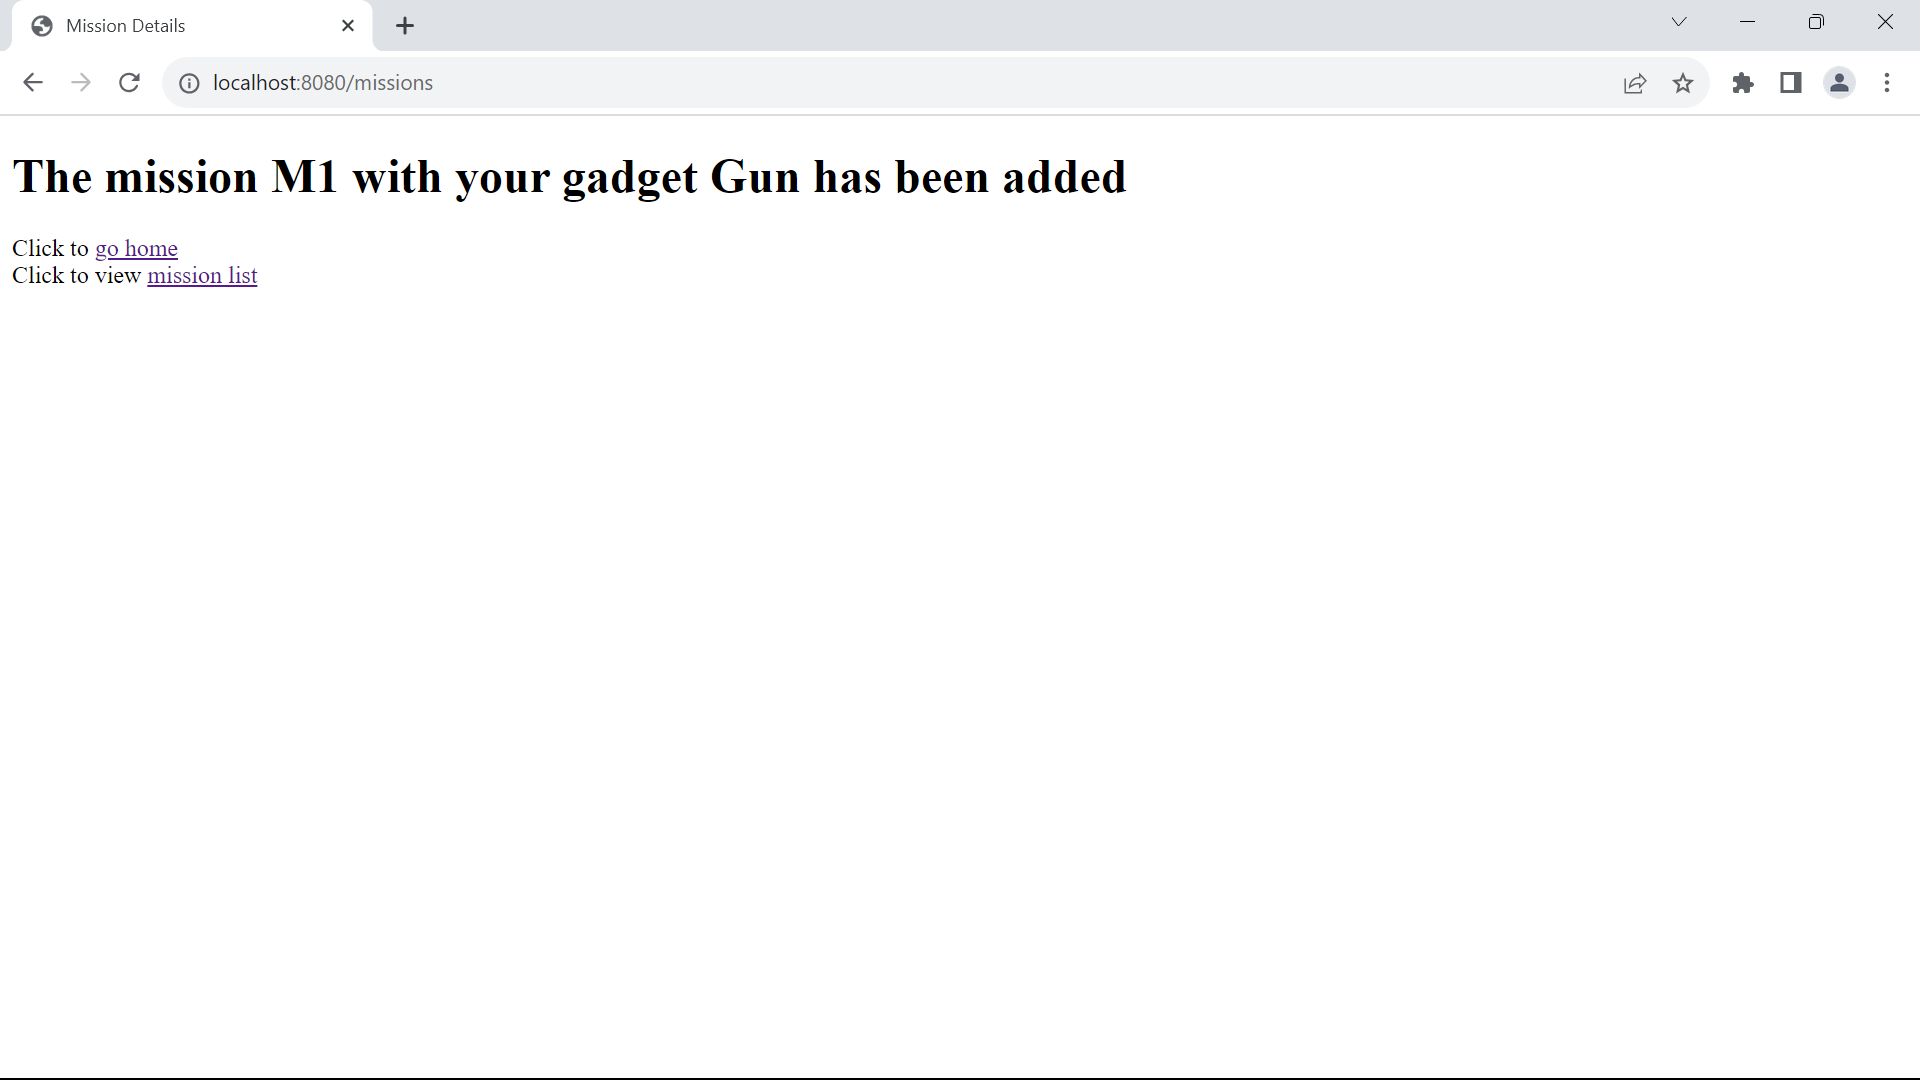 Mission Details
localhost:8080/missions
The mission M1 with your gadget Gun has been added
Click to go home
Click to view mission list